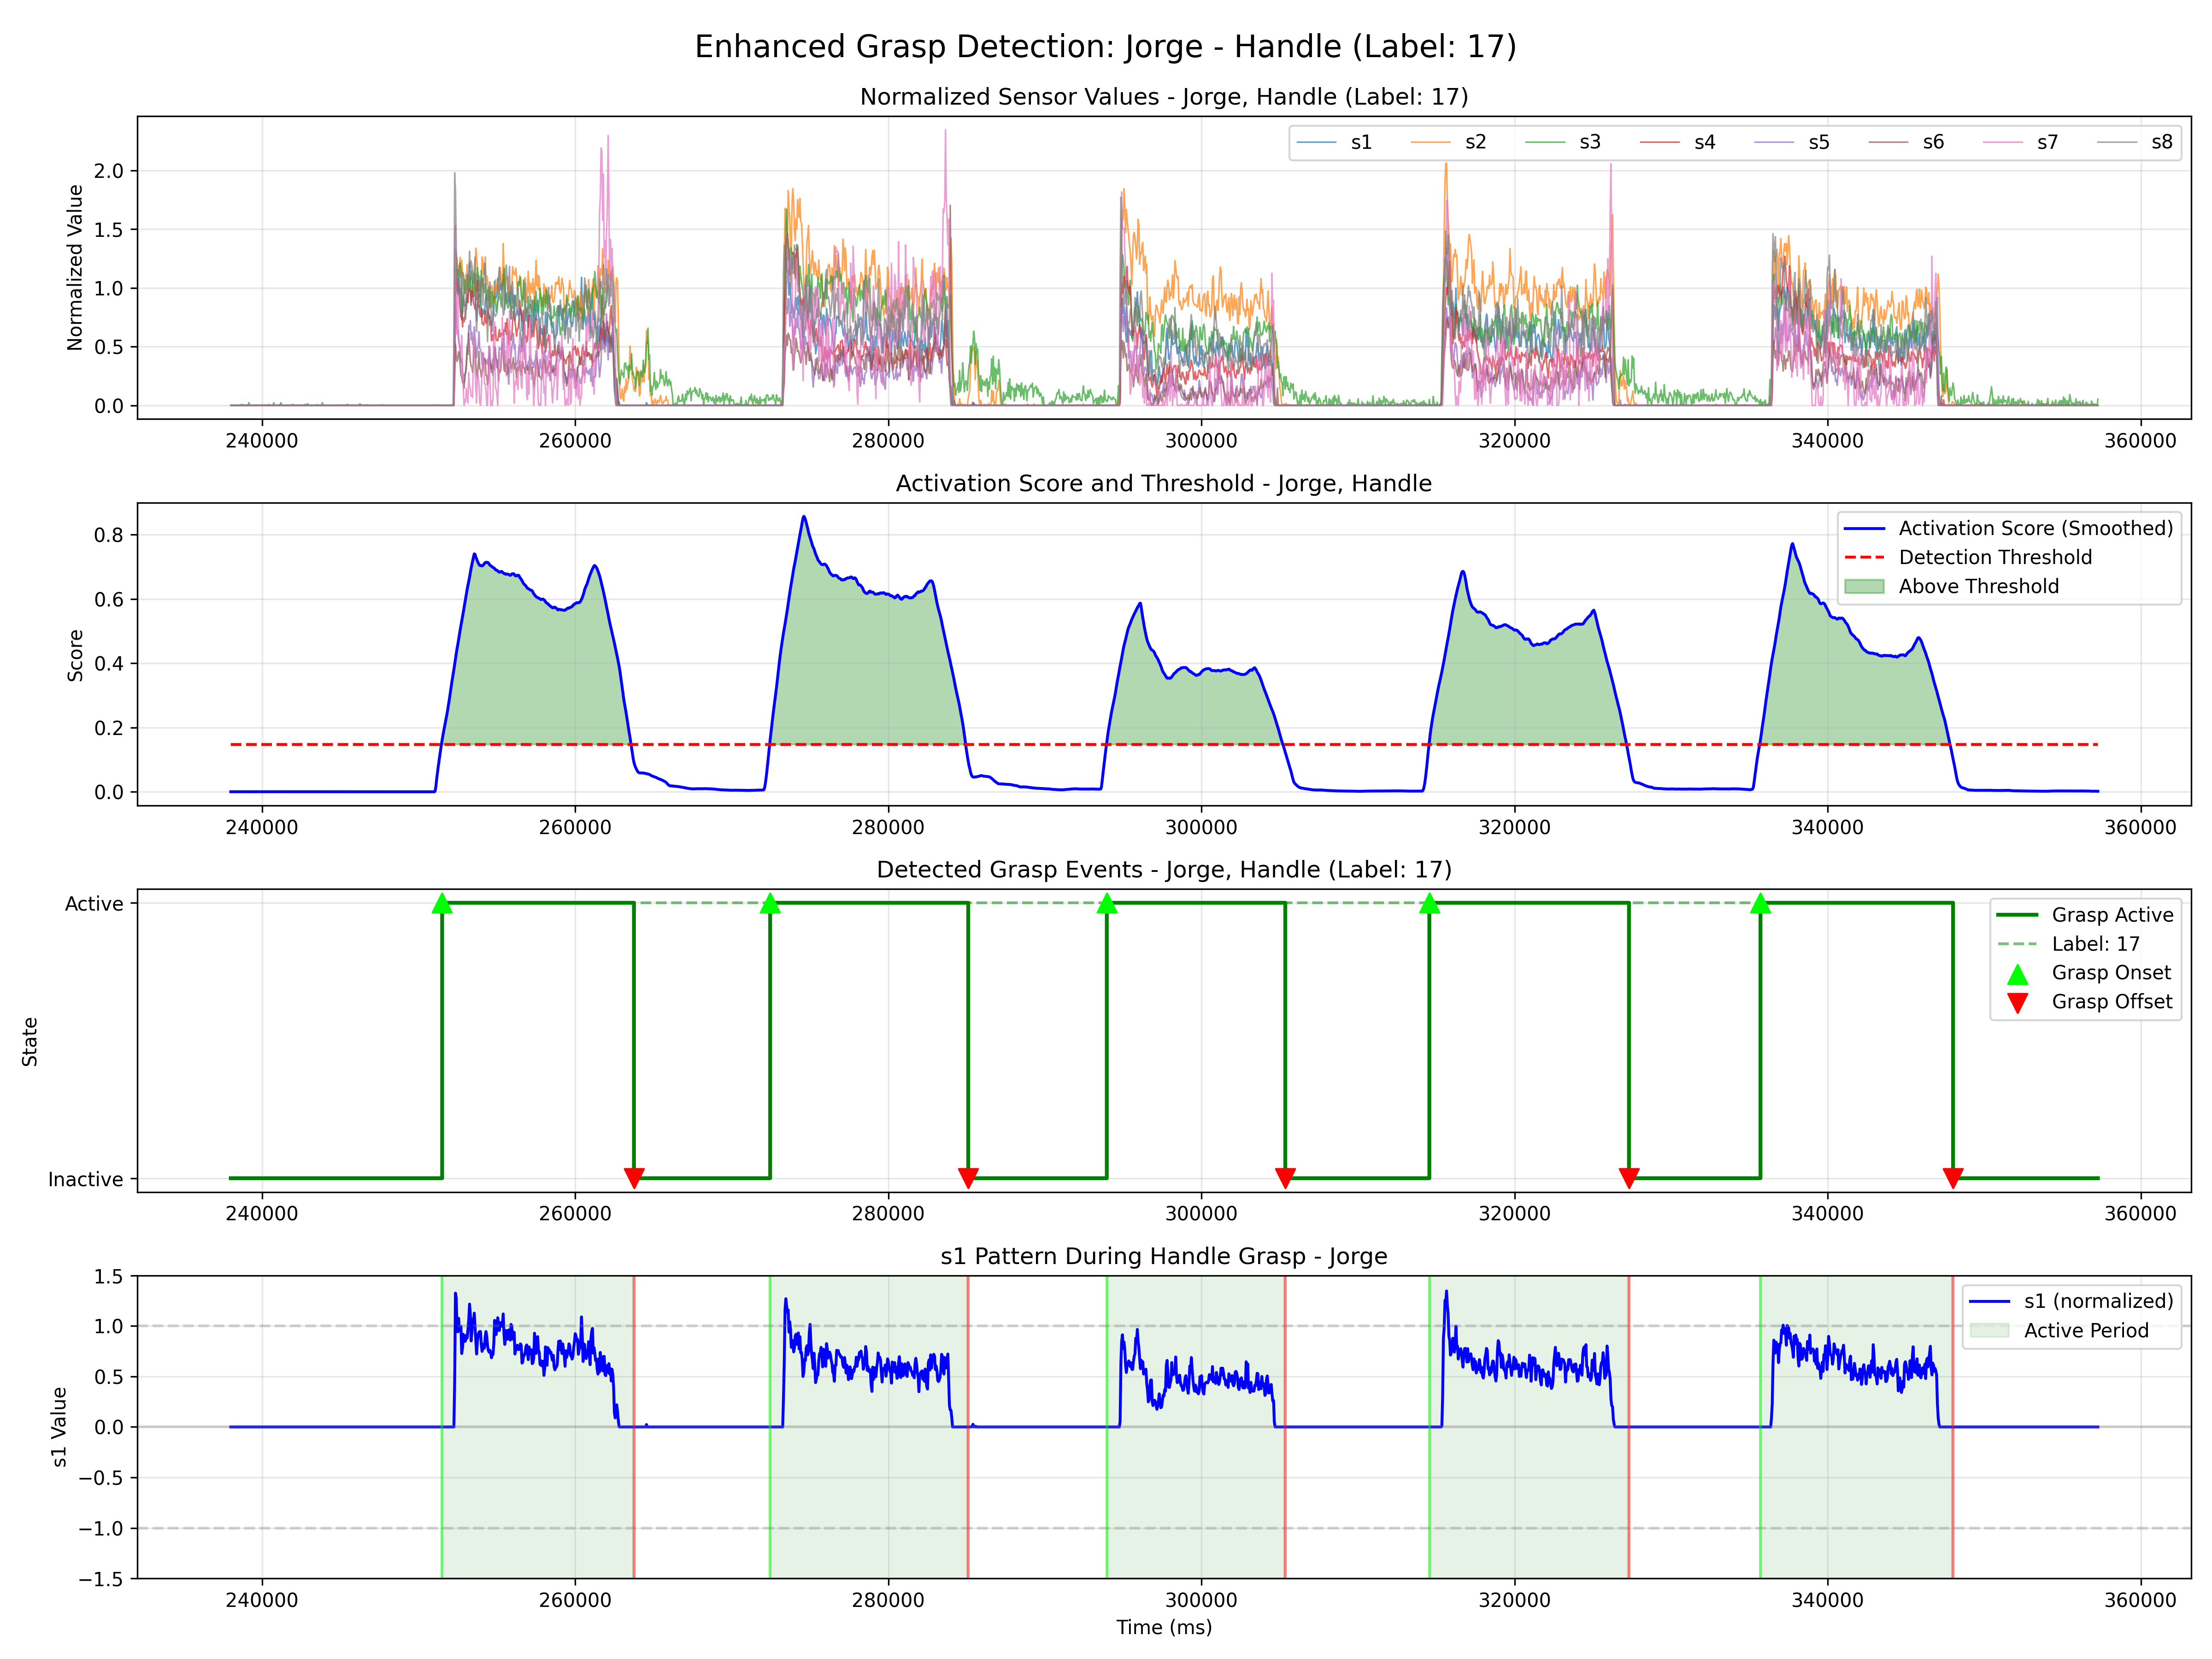 Enhanced Grasp Detection: Jorge - Handle (Label: 17)
Normalized Sensor Values - Jorge, Handle (Label: 17)
Normalized Value
2.0
1.5
1.0
0.5
0.0
s1 s2 s3 s4 s5 s6 s7 s8
240000 260000 280000 300000 320000 340000 360000
Activation Score and Threshold - Jorge, Handle
Score
0.8
0.6
0.4
0.2
0.0
Activation Score (Smoothed)
Detection Threshold
Above Threshold
240000 260000 280000 300000 320000 340000 360000
Detected Grasp Events - Jorge, Handle (Label: 17)
State
Active
Inactive
Grasp Active
Label: 17
Grasp Onset
Grasp Offset
240000 260000 280000 300000 320000 340000 360000
s1 Pattern During Handle Grasp - Jorge
s1 Value
1.5
1.0
0.5
0.0
−0.5
−1.0
−1.5
s1 (normalized)
Active Period
240000 260000 280000 300000 320000 340000 360000
Time (ms)